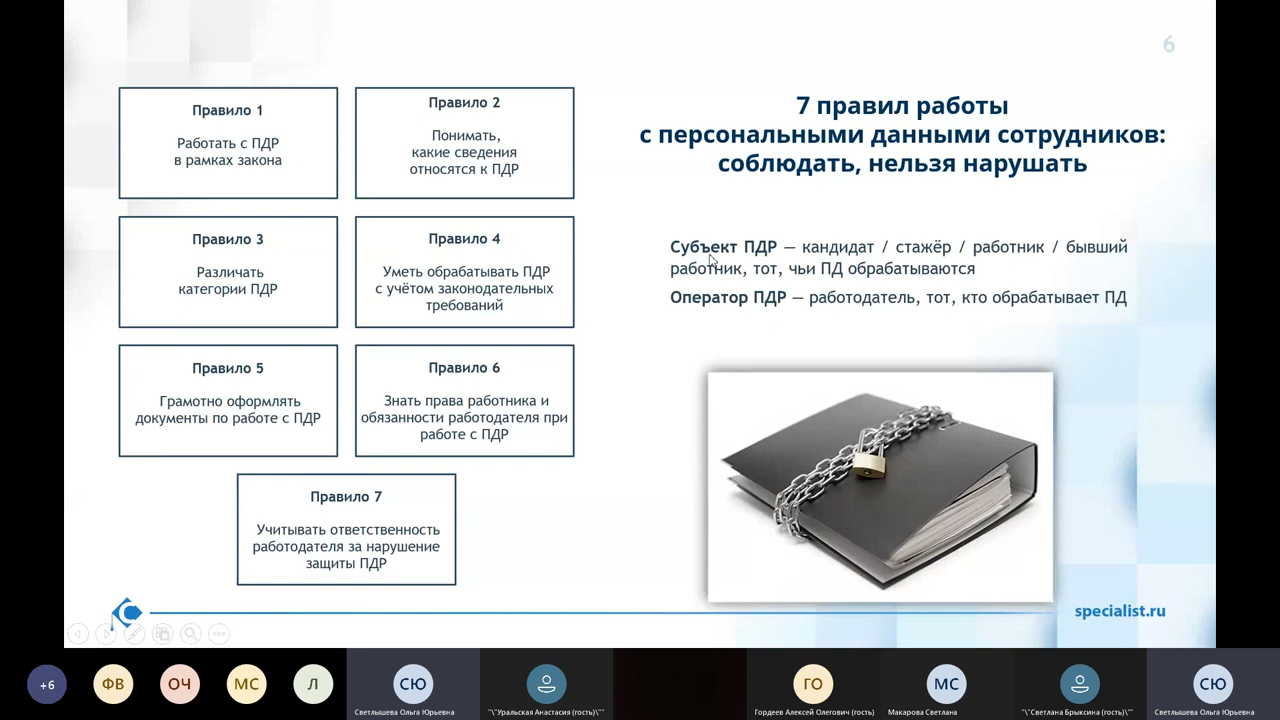 6
7 правил работы
с персональными данными сотрудников:
соблюдать, нельзя нарушать
Правило 1
Работать с ПДР
в рамках закона
Правило 2
Понимать,
какие сведения
относятся к ПДР
Правило 3
Различать
категории ПДР
Правило 4
Уметь обрабатывать ПДР
с учётом законодательных
требований
Правило 5
Грамотно оформлять
документы по работе с ПДР
Правило 6
Знать права работника и
обязанности работодателя при
работе с ПДР
Правило 7
Учитывать ответственность
работодателя за нарушение
защиты ПДР
Субъект ПДР — кандидат / стажёр / работник / бывший
работник, тот, чьи ПД обрабатываются
Оператор ПДР — работодатель, тот, кто обрабатывает ПД
specialist.ru
+6
ФВ
ОЧ
МС
Л
СЮ
Светлышева Ольга Юрьевна
"\"Уральская Анастасия (гость)\""
ГО
Гордеев Алексей Олегович (гость)
МС
Макарова Светлана
"\"Светлана Брыксина (гость)\""
СЮ
Светлышева Ольга Юрьевна